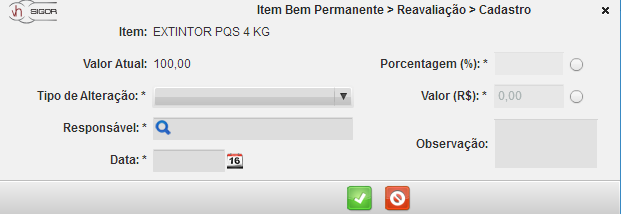 SIGOR
Item Bem Permanente > Reavaliação > Cadastro
Item: EXTINTOR PQS 4 KG
Valor Atual: 100,00
Porcentagem (%): *
Tipo de Alteração: *
Valor (R$): * 0,00
Responsável: *
Observação:
Data: * 16